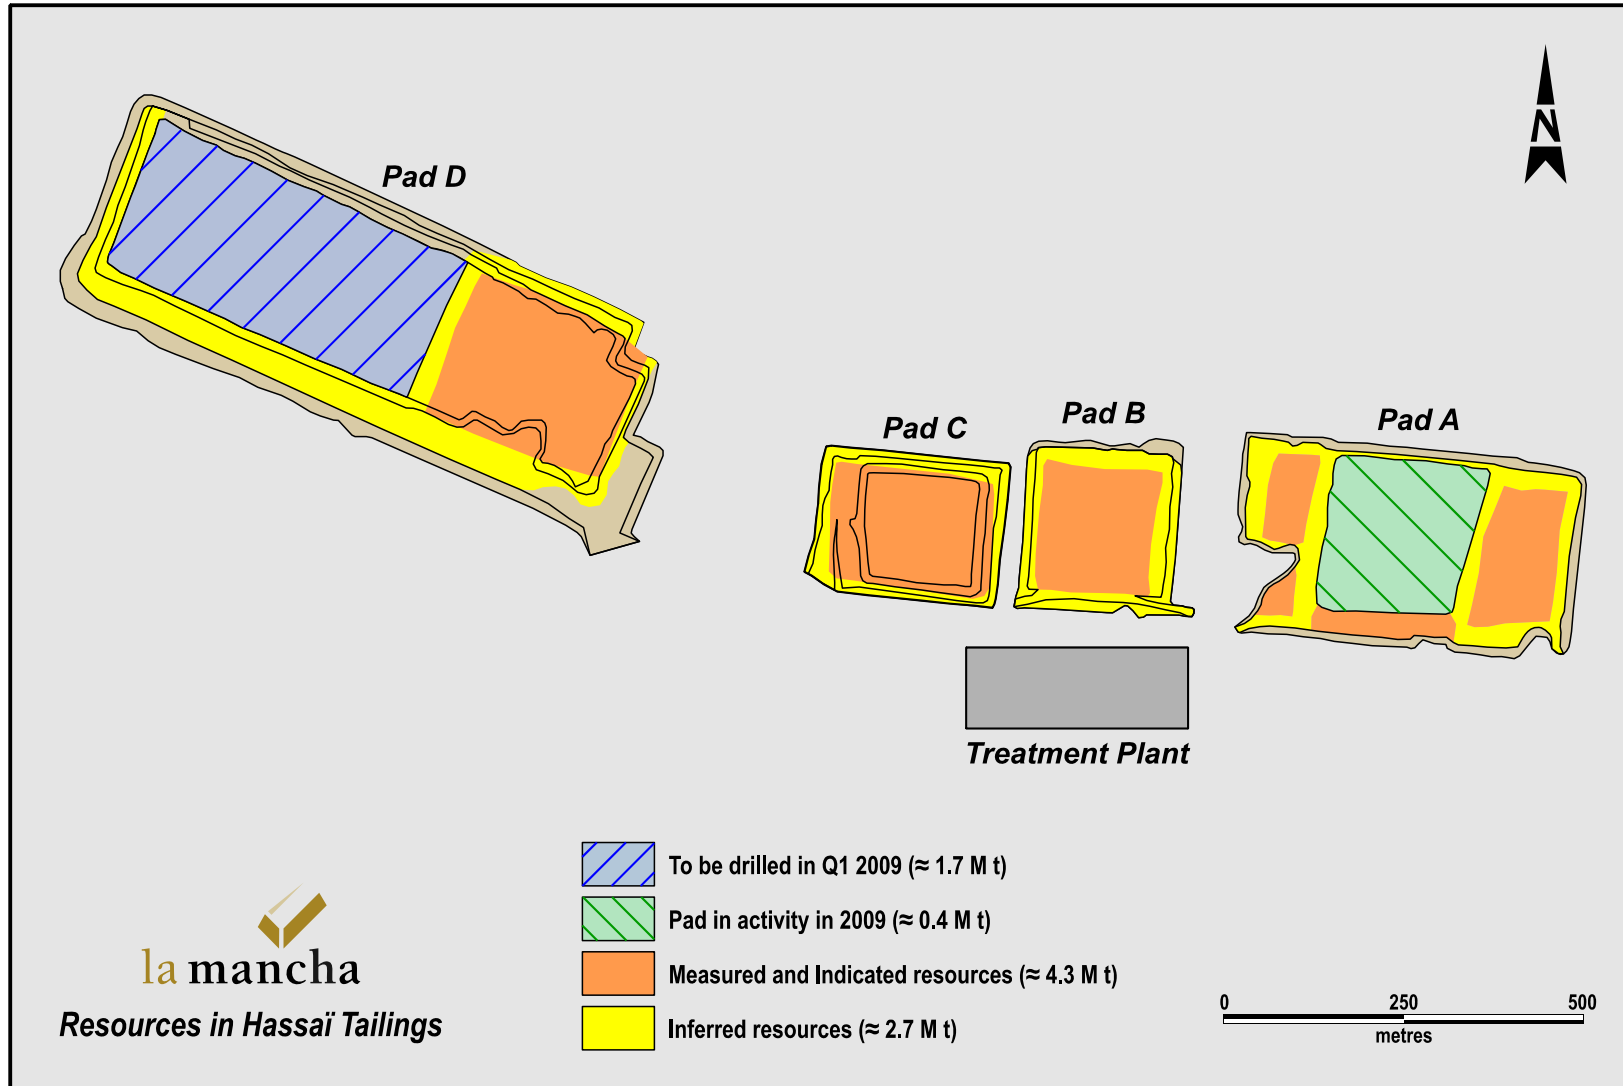 N
Pad D
Pad C
Pad B
Pad A
Treatment Plant
To be drilled in Q1 2009 (≈ 1.7 M t)
Pad in activity in 2009 (≈ 0.4 M t)
Measured and Indicated resources (≈ 4.3 M t)
Inferred resources (≈ 2.7 M t)
la mancha
Resources in Hassaï Tailings
0 250 500
metres